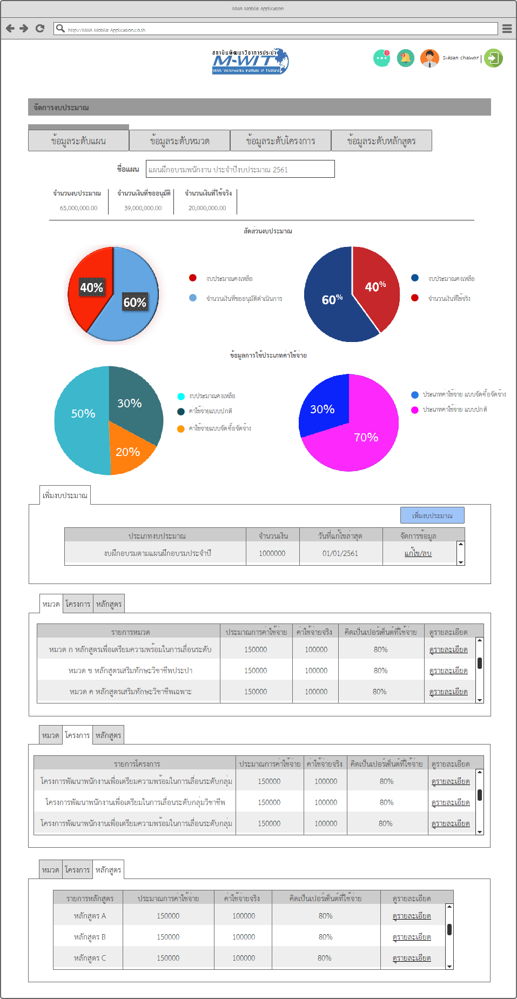 MWA Mobile Application
http://MWA Mobile Application.co.th
สถาบันพัฒนาวิชาการประปา
M-WIT
MWA Waterworks Institute of Thailand
1
3
Suksan chaiwor
จัดการงบประมาณ
ข้อมูลระดับแผน ข้อมูลระดับหมวด ข้อมูลระดับโครงการ ข้อมูลระดับหลักสูตร
ชื่อแผน แผนฝึกอบรมพนักงาน ประจำปีงบประมาณ 2561
จำนวนงบประมาณ จำนวนเงินที่ขออนุมัติ จำนวนเงินที่ใช้จริง
65,000,000.00 39,000,000.00 20,000,000.00
สัดส่วนงบประมาณ
40%
60%
งบประมาณคงเหลือ
จำนวนเงินที่ขออนุมัติดำเนินการ
60%
40%
งบประมาณคงเหลือ
จำนวนเงินที่ใช้จริง
ข้อมูลการใช้ประเภทค่าใช้จ่าย
50%
30%
20%
งบประมาณคงเหลือ
ค่าใช้จ่ายแบบปกติ
ค่าใช้จ่ายแบบจัดซื้อจัดจ้าง
30%
70%
ประเภทค่าใช้จ่าย แบบจัดซื้อจัดจ้าง
ประเภทค่าใช้จ่าย แบบปกติ
เพิ่มงบประมาณ
เพิ่มงบประมาณ
ประเภทงบประมาณ จำนวนเงิน วันที่แก้ไขล่าสุด จัดการข้อมูล
งบฝึกอบรมตามแผนฝึกอบรมประจำปี 1000000 01/01/2561 แก้ไข/ลบ
หมวด โครงการ หลักสูตร
รายการหมวด ประมาณการค่าใช้จ่าย ค่าใช้จ่ายจริง คิดเป็นเปอร์เซ็นต์ที่ใช้จ่าย ดูรายละเอียด
หมวด ก หลักสูตรเพื่อเตรียมความพร้อมในการเลื่อนระดับ 150000 100000 80% ดูรายละเอียด
หมวด ข หลักสูตรเสริมทักษะวิชาชีพประปา 150000 100000 80% ดูรายละเอียด
หมวด ค หลักสูตรเสริมทักษะวิชาชีพเฉพาะ 150000 100000 80% ดูรายละเอียด
หมวด โครงการ หลักสูตร
รายการโครงการ ประมาณการค่าใช้จ่าย ค่าใช้จ่ายจริง คิดเป็นเปอร์เซ็นต์ที่ใช้จ่าย ดูรายละเอียด
โครงการพัฒนาพนักงานเพื่อเตรียมความพร้อมในการเลื่อนระดับกลุ่ม 150000 100000 80% ดูรายละเอียด
โครงการพัฒนาพนักงานเพื่อเตรียมในการเลื่อนระดับกลุ่มวิชาชีพ 150000 100000 80% ดูรายละเอียด
โครงการพัฒนาพนักงานเพื่อเตรียมความพร้อมในการเลื่อนระดับกลุ่ม 150000 100000 80% ดูรายละเอียด
หมวด โครงการ หลักสูตร
รายการหลักสูตร ประมาณการค่าใช้จ่าย ค่าใช้จ่ายจริง คิดเป็นเปอร์เซ็นต์ที่ใช้จ่าย ดูรายละเอียด
หลักสูตร A 150000 100000 80% ดูรายละเอียด
หลักสูตร B 150000 100000 80% ดูรายละเอียด
หลักสูตร C 150000 100000 80% ดูรายละเอียด